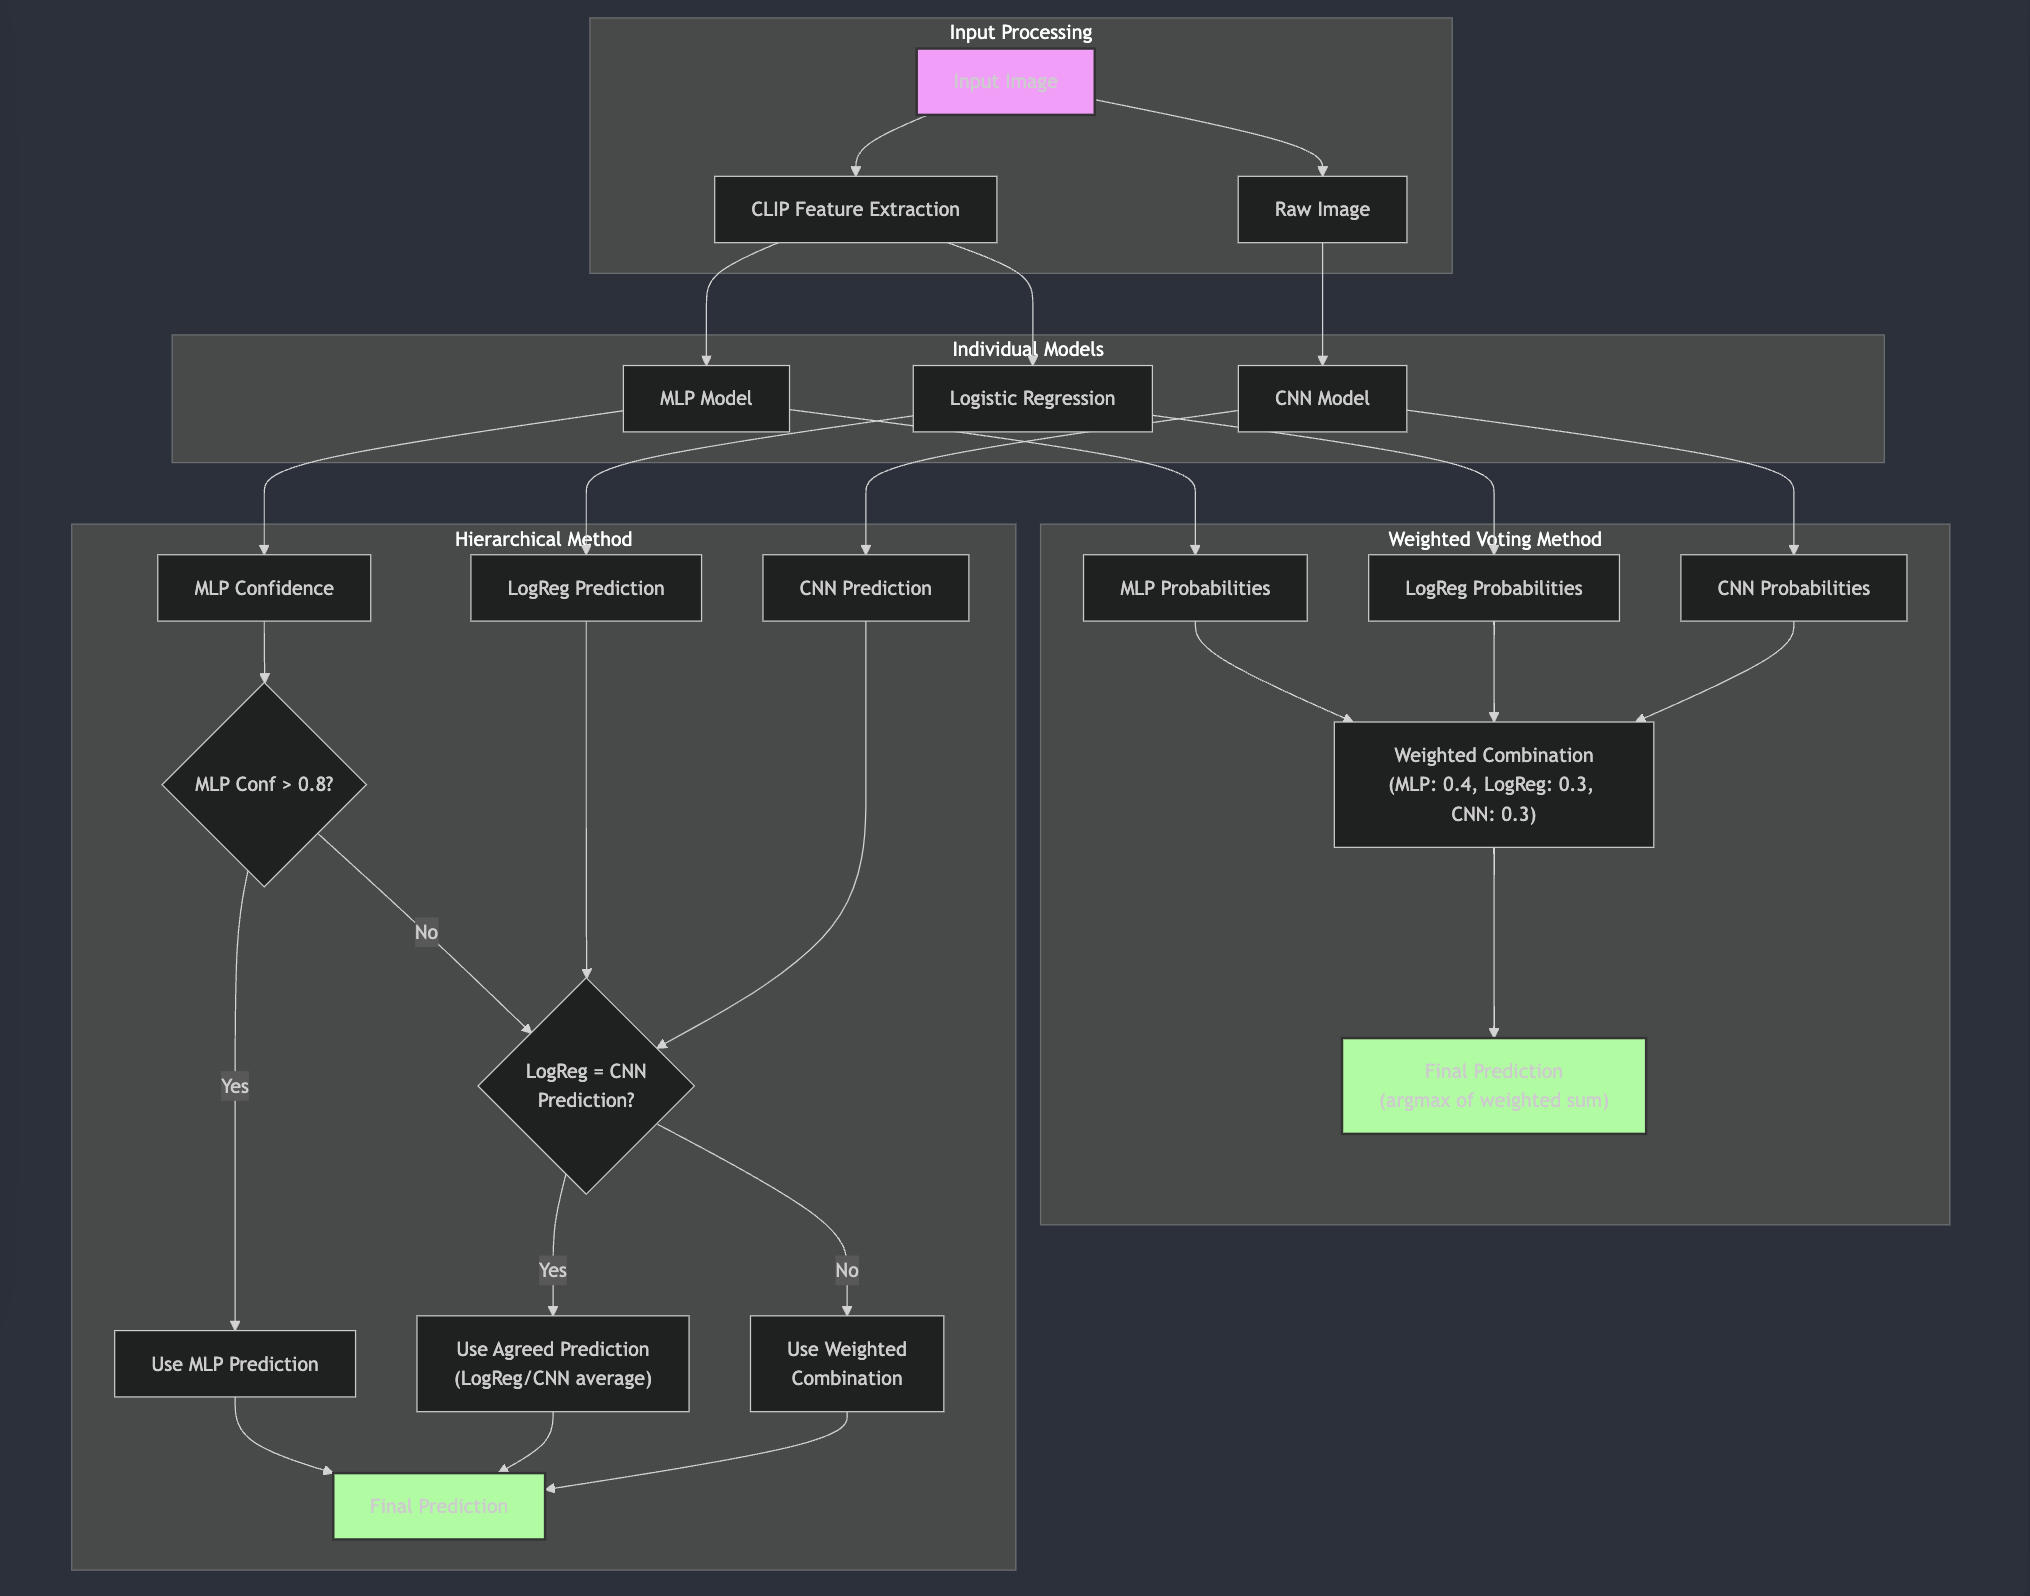 Input Processing
Input Image
CLIP Feature Extraction
Raw Image
Individual Models
MLP Model
Logistic Regression
CNN Model
Hierarchical Method
MLP Confidence
LogReg Prediction
CNN Prediction
MLP Conf > 0.8?
No
Yes
LogReg = CNN
Prediction?
Yes
No
Use MLP Prediction
Use Agreed Prediction
(LogReg/CNN average)
Use Weighted
Combination
Final Prediction
Weighted Voting Method
MLP Probabilities
LogReg Probabilities
CNN Probabilities
Weighted Combination
(MLP: 0.4, LogReg: 0.3,
CNN: 0.3)
Final Prediction
(argmax of weighted sum)